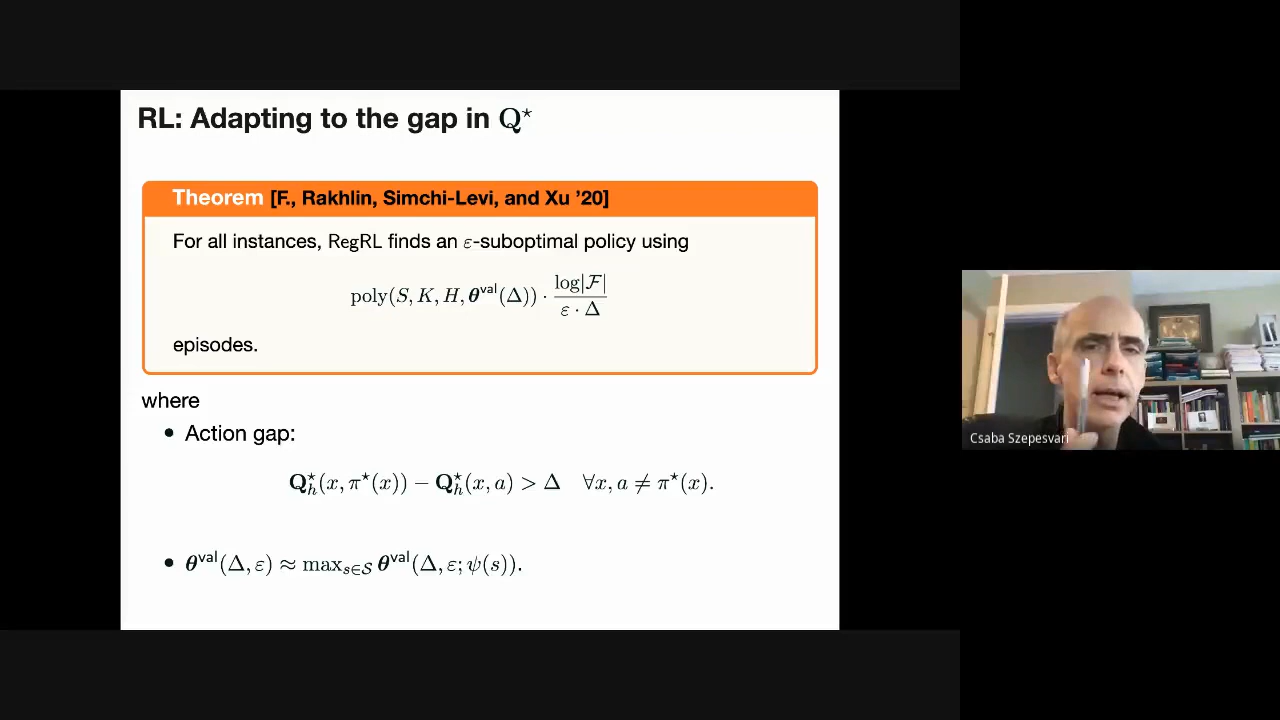 RL: Adapting to the gap in Q⋆
Theorem [F., Rakhlin, Simchi-Levi, and Xu '20]
For all instances, RegRL finds an ε-suboptimal policy using
poly(S, K, H, θ^val(Δ)) · log|F| / (ε · Δ)
episodes.
where
• Action gap:
Q⋆_h(x, π⋆(x)) − Q⋆_h(x, a) > Δ ∀x, a ≠ π⋆(x).
• θ^val(Δ, ε) ≈ max_{s∈S} θ^val(Δ, ε; ψ(s)).
Csaba Szepesvari